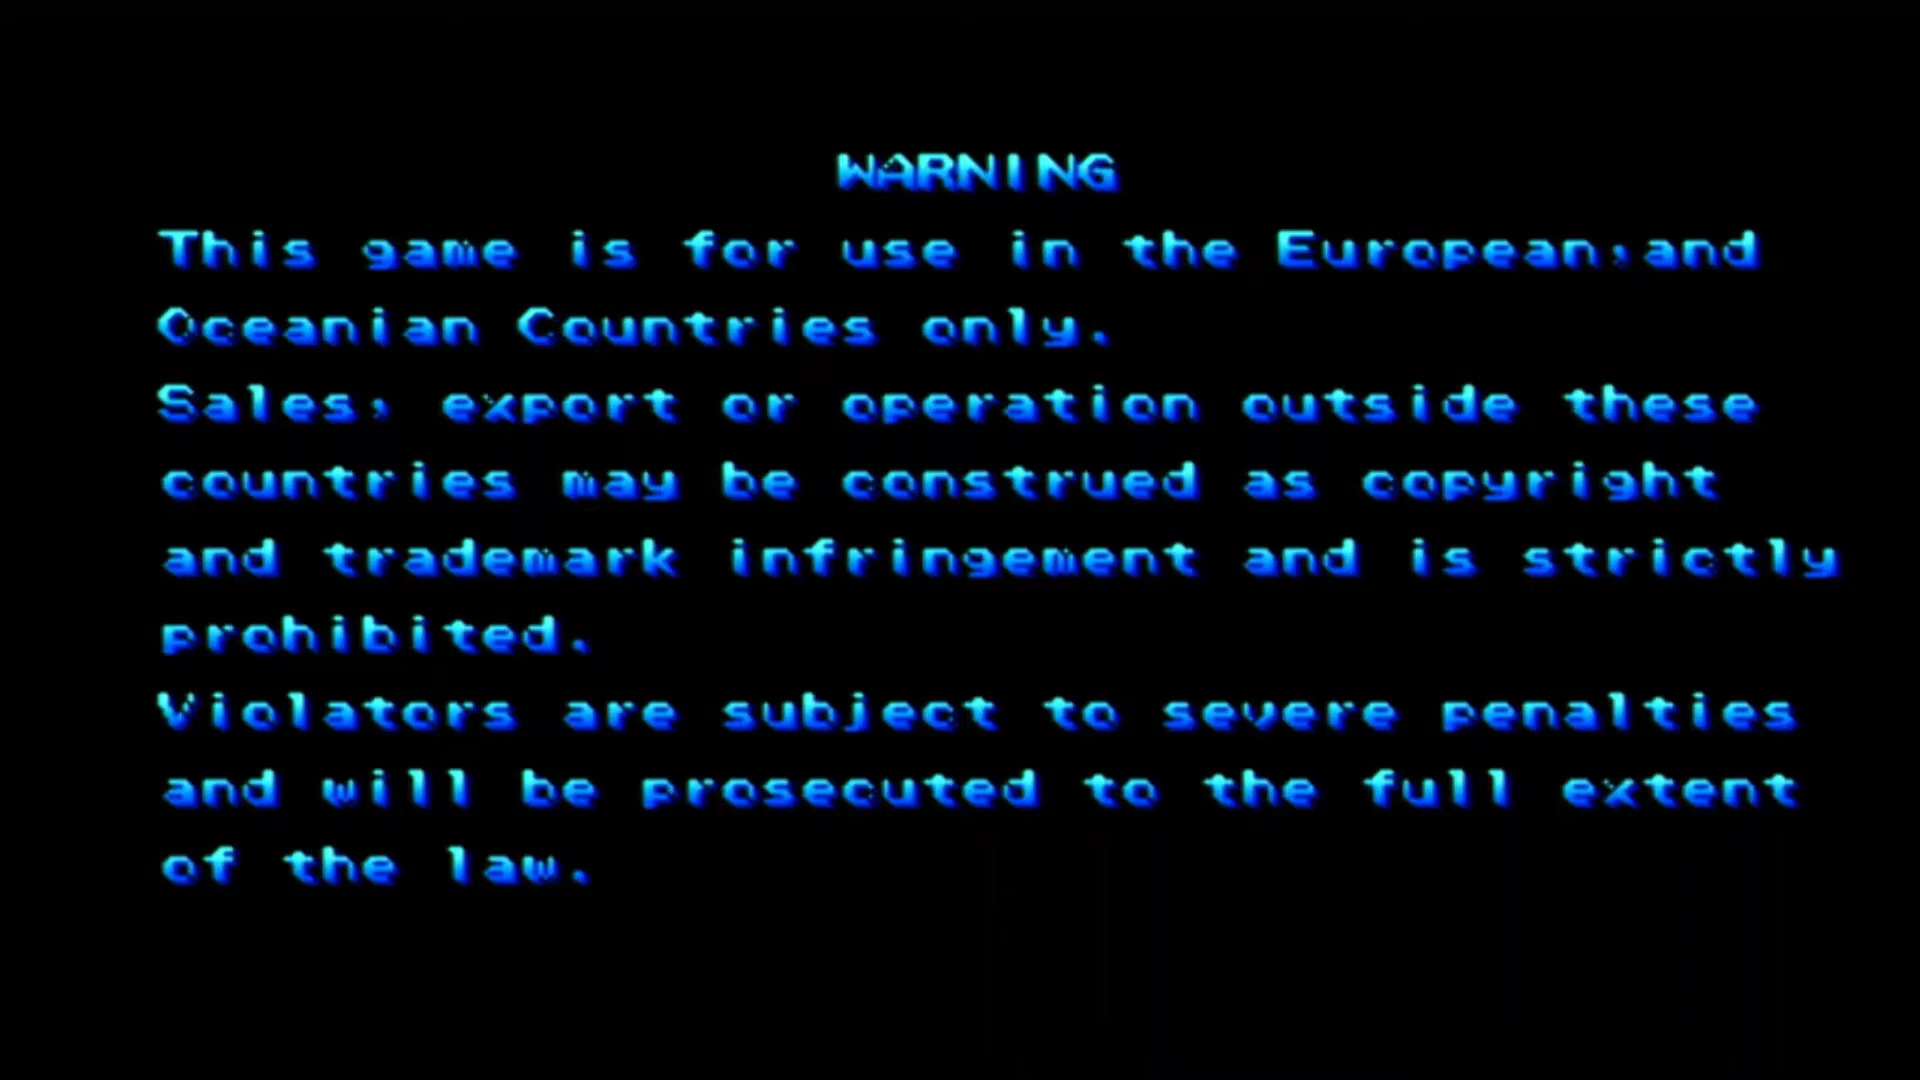 WARNING
This game is for use in the European,and
Oceanian Countries only.
Sales, export or operation outside these
countries may be construed as copyright
and trademark infringement and is strictly
prohibited.
Violators are subject to severe penalties
and will be prosecuted to the full extent
of the law.